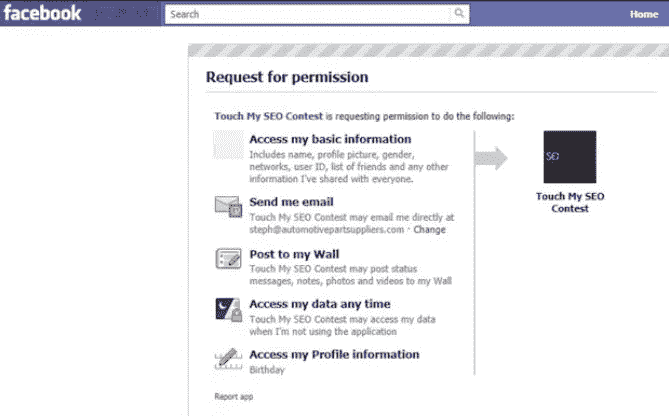 facebook
Search
Home
Request for permission
Touch My SEO Contest is requesting permission to do the following:
Access my basic information
Includes name, profile picture, gender,
networks, user ID, list of friends and any other
information I've shared with everyone.
Send me email
Touch My SEO Contest may email me directly at
steph@automotivepartsuppliers.com · Change
Post to my Wall
Touch My SEO Contest may post status
messages, notes, photos and videos to my Wall
Access my data any time
Touch My SEO Contest may access my data
when I'm not using the application
Access my Profile information
Birthday
Report app
SEO
Touch My SEO
Contest